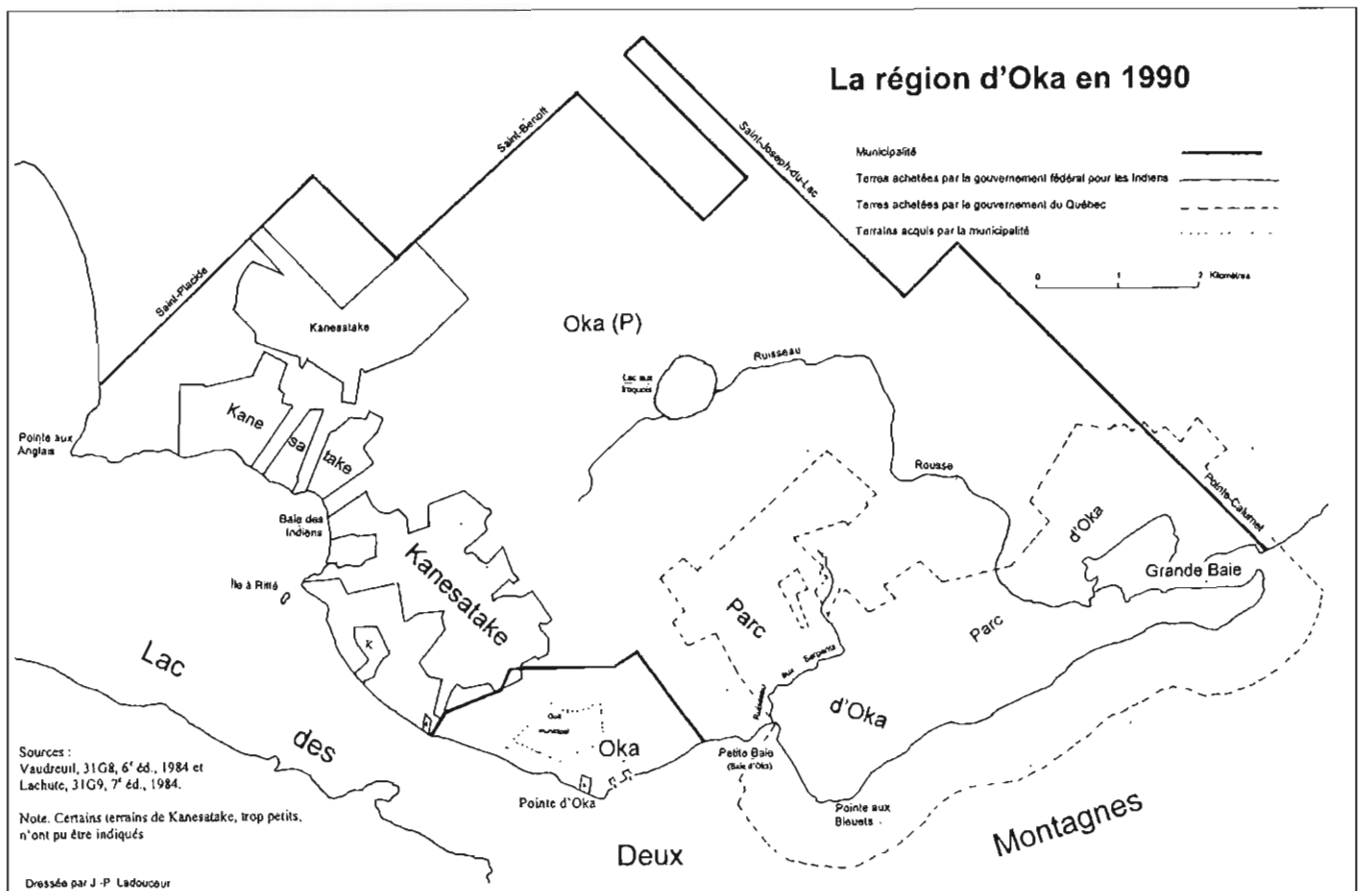 La région d'Oka en 1990
Municipalité
Terres achetées par le gouvernement fédéral pour les Indiens
Terres achetées par le gouvernement du Québec
Terrains acquis par la municipalité
0 1 2 Kilomètres
Saint-Benoît
Saint-Joseph-du-Lac
Saint-Placide
Kanesatake
Oka (P)
Ruisseau
Lac aux
Iroquois
Kane
sa
take
Pointe aux
Anglais
Rousse
Pointe-Calumet
Baie des
Indiens
d'Oka
Kanesatake
Grande Baie
Île à Rillé
Parc
Parc
K
Ruisseau aux Serpents
Lac
d'Oka
des
Golf
municipal
Oka
Petite Baie
(Baie d'Oka)
Pointe d'Oka
Pointe aux
Bleuets
Montagnes
Deux
Sources :
Vaudreuil, 31G8, 6e éd., 1984 et
Lachute, 31G9, 7e éd., 1984.
Note. Certains terrains de Kanesatake, trop petits,
n'ont pu être indiqués
Dressée par J.-P. Ladouceur